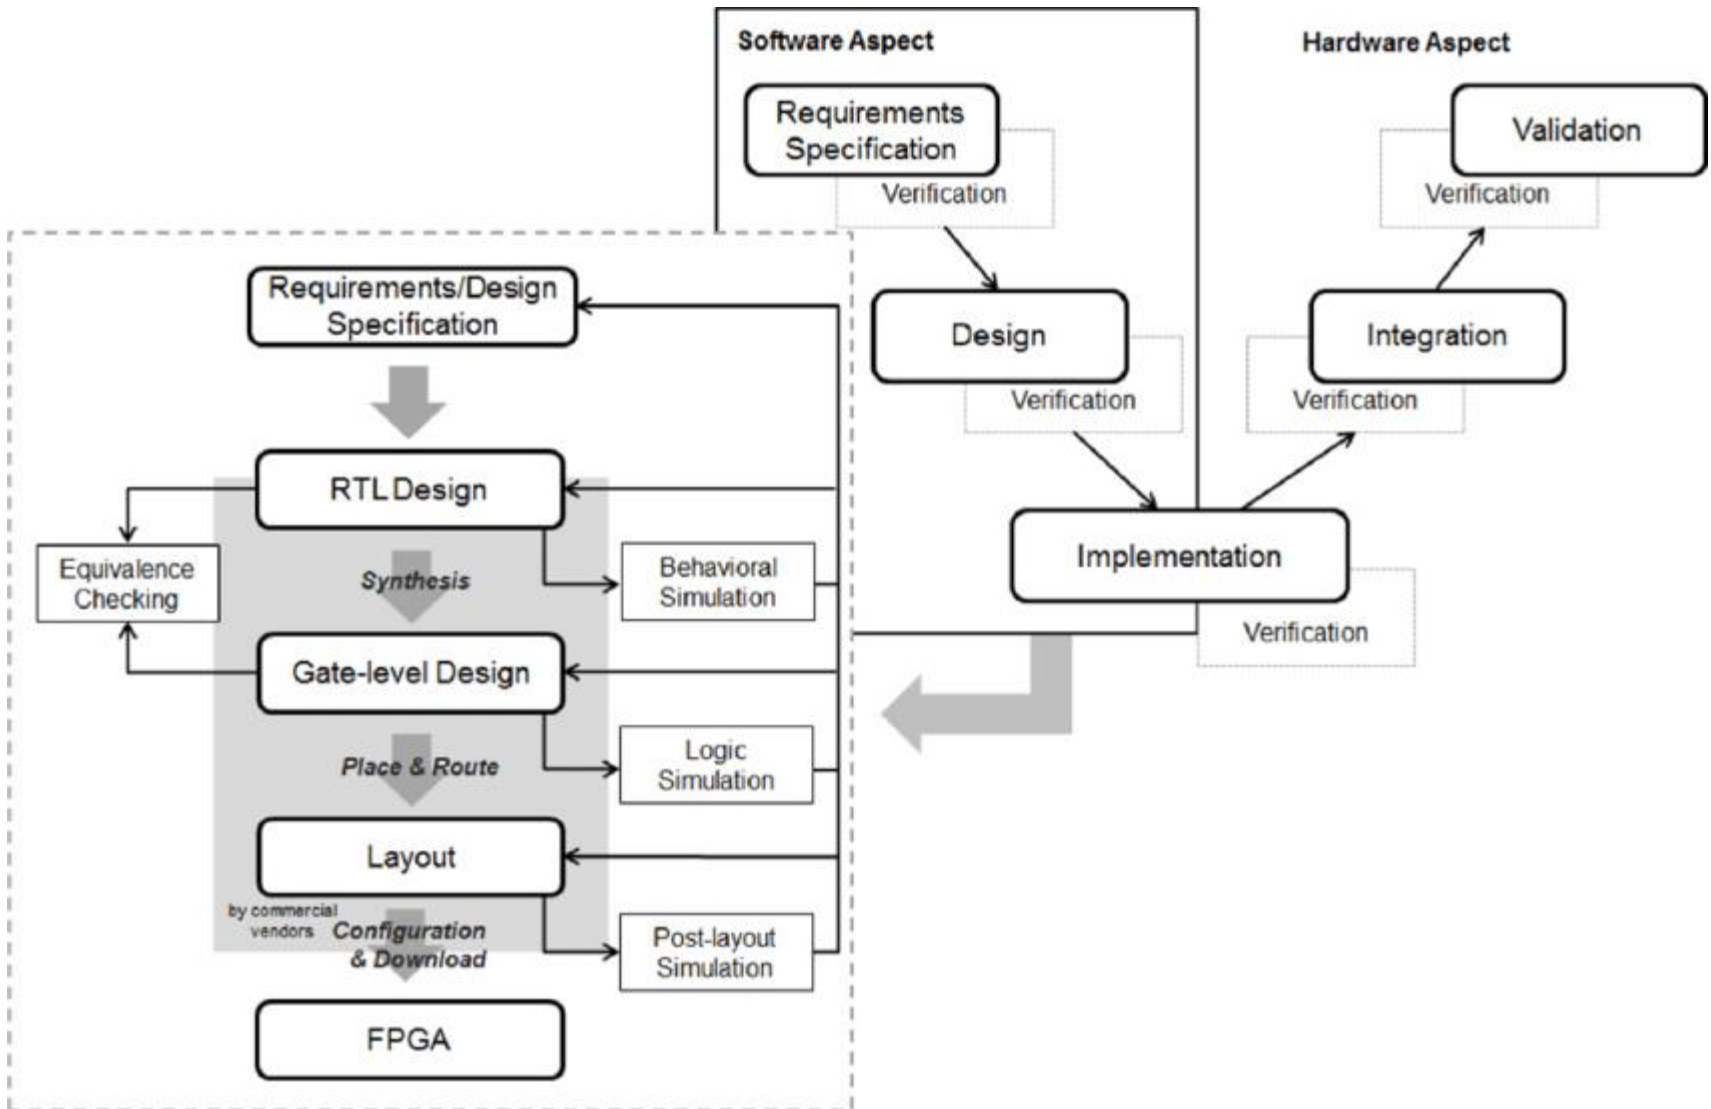 Software Aspect
Hardware Aspect
Requirements
Specification
Verification
Validation
Verification
Design
Verification
Integration
Verification
Implementation
Verification
Requirements/Design
Specification
RTL Design
Equivalence
Checking
Synthesis
Behavioral
Simulation
Gate-level Design
Place & Route
Logic
Simulation
Layout
by commercial
vendors
Configuration
& Download
Post-layout
Simulation
FPGA